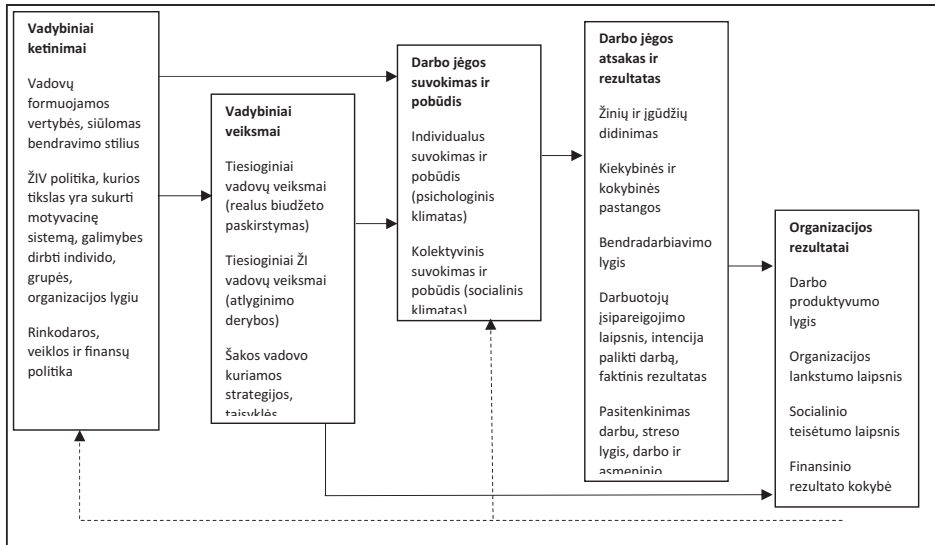 Vadybiniai
ketinimai
Vadovų
formuojamos
vertybės, siūlomas
bendravimo stilius
ŽIV politika, kurios
tikslas yra sukurti
motyvacinę
sistemą, galimybes
dirbti individo,
grupės,
organizacijos lygiu
Rinkodaros,
veiklos ir finansų
politika
Vadybiniai
veiksmai
Tiesioginiai
vadovų veiksmai
(realus biudžeto
paskirstymas)
Tiesioginiai ŽI
vadovų veiksmai
(atlyginimo
derybos)
Šakos vadovo
kuriamos
strategijos,
taisyklės
Darbo jėgos
suvokimas ir
pobūdis
Individualus
suvokimas ir
pobūdis
(psichologinis
klimatas)
Kolektyvinis
suvokimas ir
pobūdis (socialinis
klimatas)
Darbo jėgos
atsakas ir
rezultatas
Žinių ir įgūdžių
didinimas
Kiekybinės ir
kokybinės
pastangos
Bendradarbiavimo
lygis
Darbuotojų
įsipareigojimo
laipsnis, intencija
palikti darbą,
faktinis rezultatas
Pasitenkinimas
darbu, streso
lygis, darbo ir
asmeninio
Organizacijos
rezultatai
Darbo
produktyvumo
lygis
Organizacijos
lankstumo laipsnis
Socialinio
teisėtumo laipsnis
Finansinio
rezultato kokybė